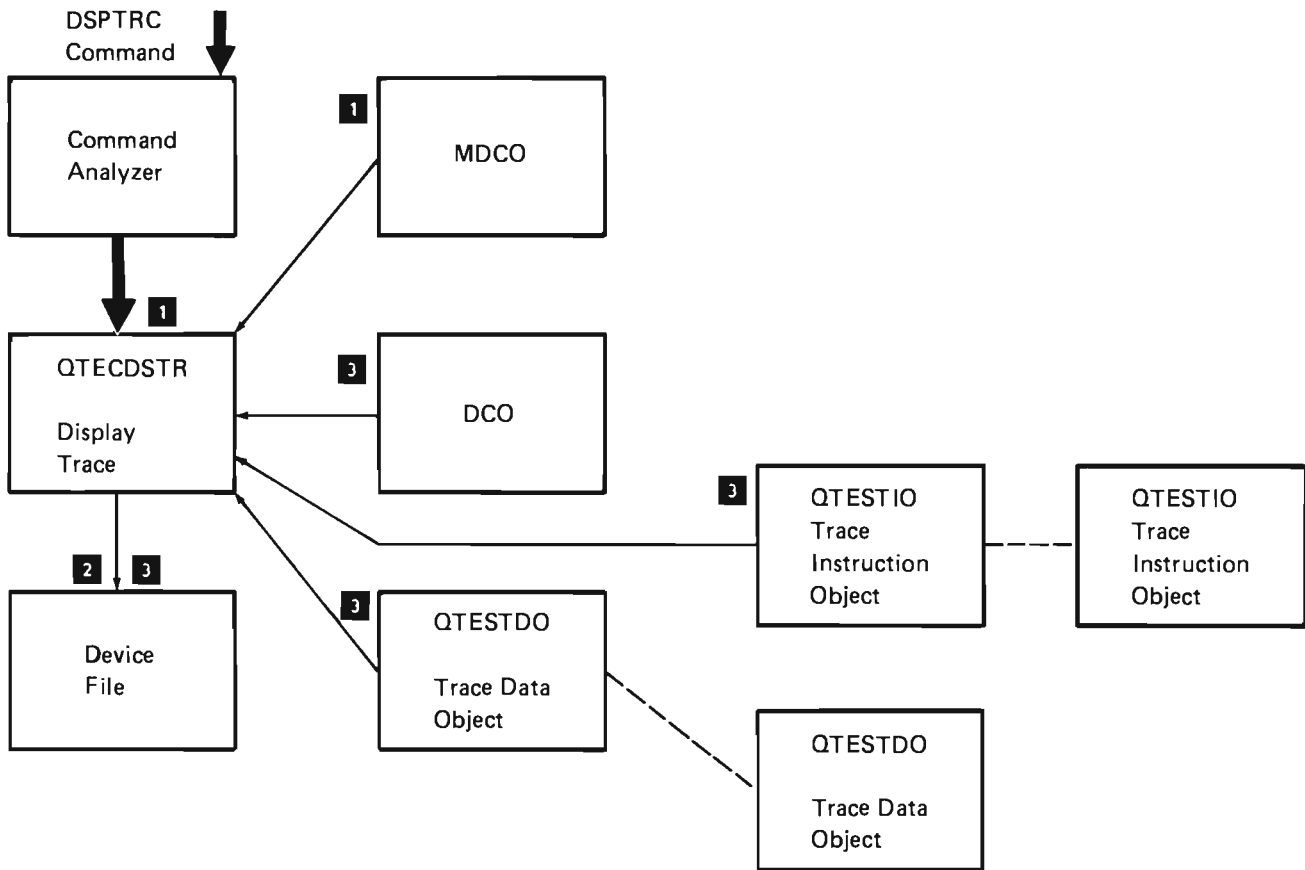 DSPTRC
Command
Command
Analyzer
1
MDCO
1
QTECDSTR
Display
Trace
3
DCO
3
QTESTIO
Trace
Instruction
Object
QTESTIO
Trace
Instruction
Object
2 3
Device
File
3
QTESTDO
Trace Data
Object
QTESTDO
Trace Data
Object